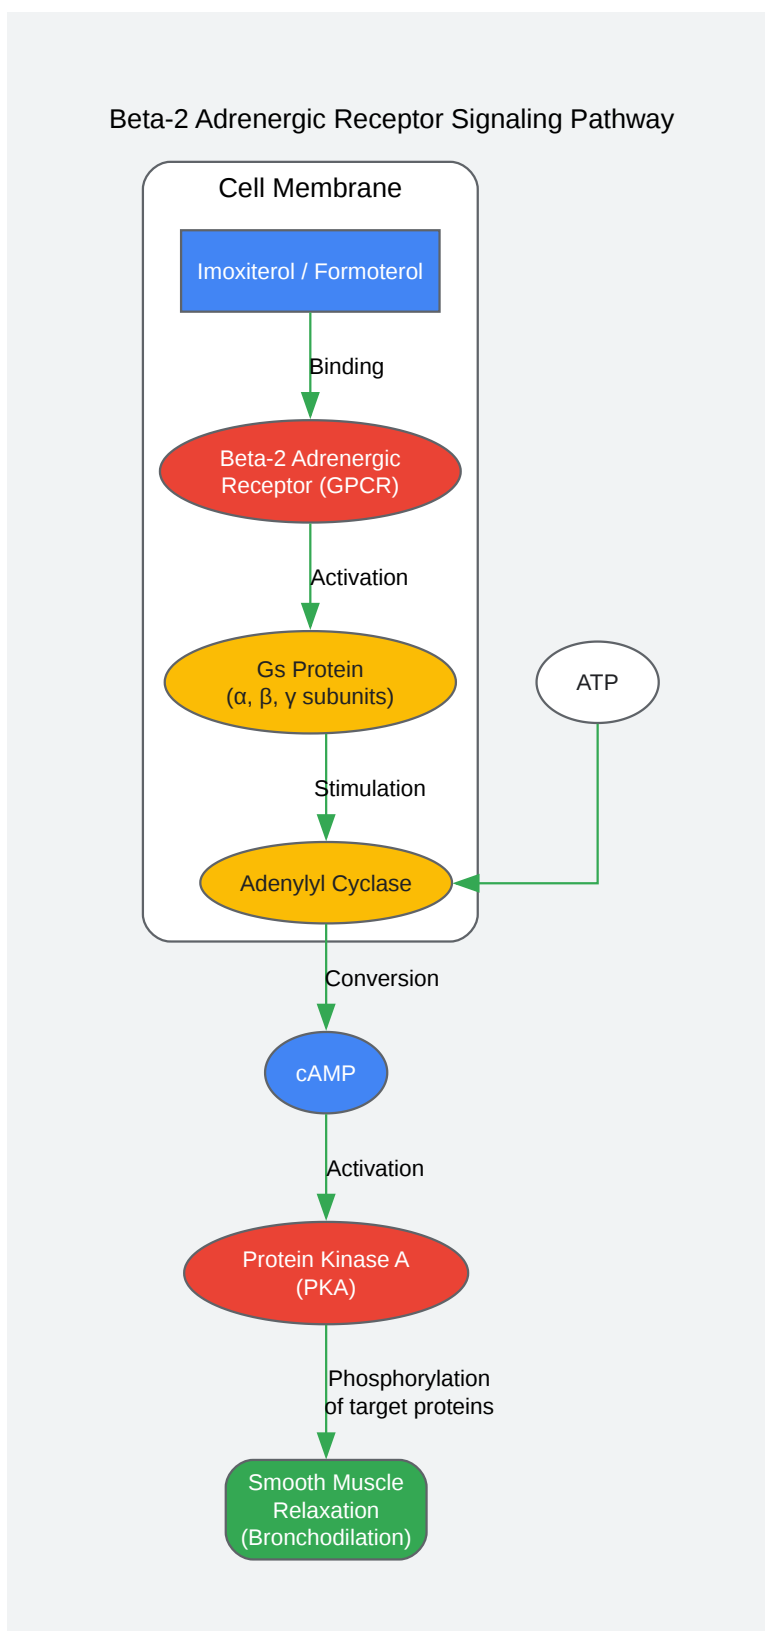 Beta-2 Adrenergic Receptor Signaling Pathway
Cell Membrane
Imoxiterol / Formoterol
Binding
Beta-2 Adrenergic
Receptor (GPCR)
Activation
Gs Protein
(α, β, γ subunits)
ATP
Stimulation
Adenylyl Cyclase
Conversion
cAMP
Activation
Protein Kinase A
(PKA)
Phosphorylation
of target proteins
Smooth Muscle
Relaxation
(Bronchodilation)